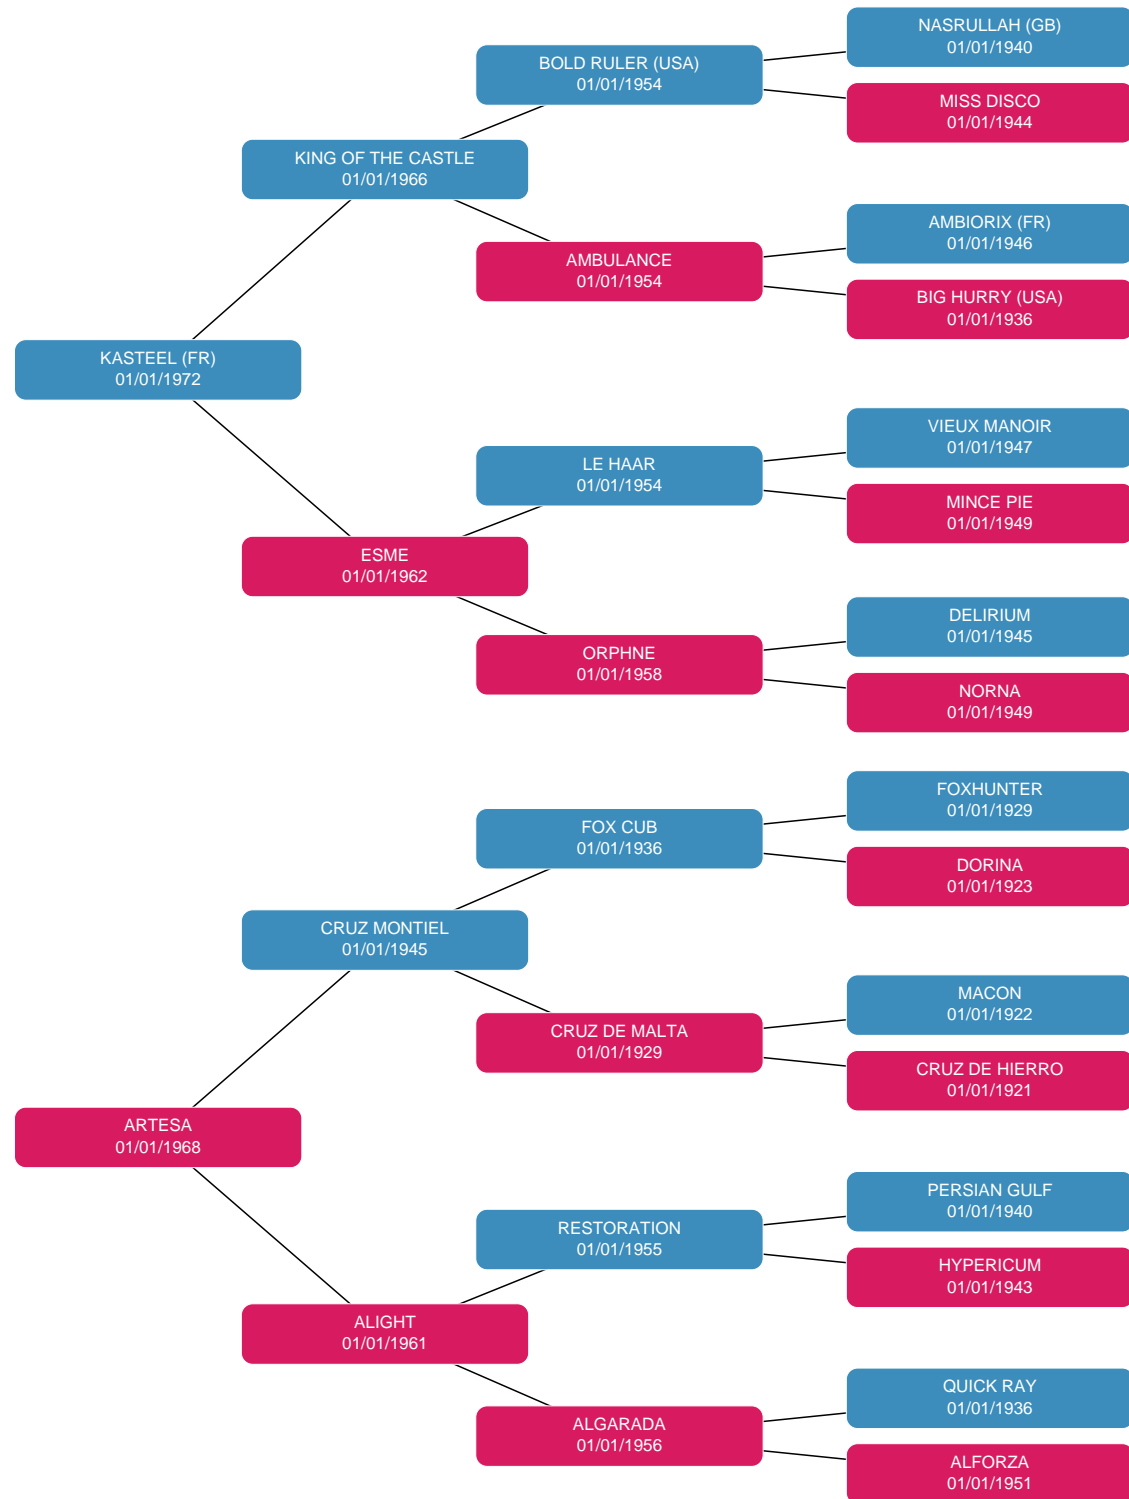 NASRULLAH (GB)
01/01/1940
BOLD RULER (USA)
01/01/1954
MISS DISCO
01/01/1944
KING OF THE CASTLE
01/01/1966
AMBIORIX (FR)
01/01/1946
AMBULANCE
01/01/1954
BIG HURRY (USA)
01/01/1936
KASTEEL (FR)
01/01/1972
VIEUX MANOIR
01/01/1947
LE HAAR
01/01/1954
MINCE PIE
01/01/1949
ESME
01/01/1962
DELIRIUM
01/01/1945
ORPHNE
01/01/1958
NORNA
01/01/1949
FOXHUNTER
01/01/1929
FOX CUB
01/01/1936
DORINA
01/01/1923
CRUZ MONTIEL
01/01/1945
MACON
01/01/1922
CRUZ DE MALTA
01/01/1929
CRUZ DE HIERRO
01/01/1921
ARTESA
01/01/1968
PERSIAN GULF
01/01/1940
RESTORATION
01/01/1955
HYPERICUM
01/01/1943
ALIGHT
01/01/1961
QUICK RAY
01/01/1936
ALGARADA
01/01/1956
ALFORZA
01/01/1951